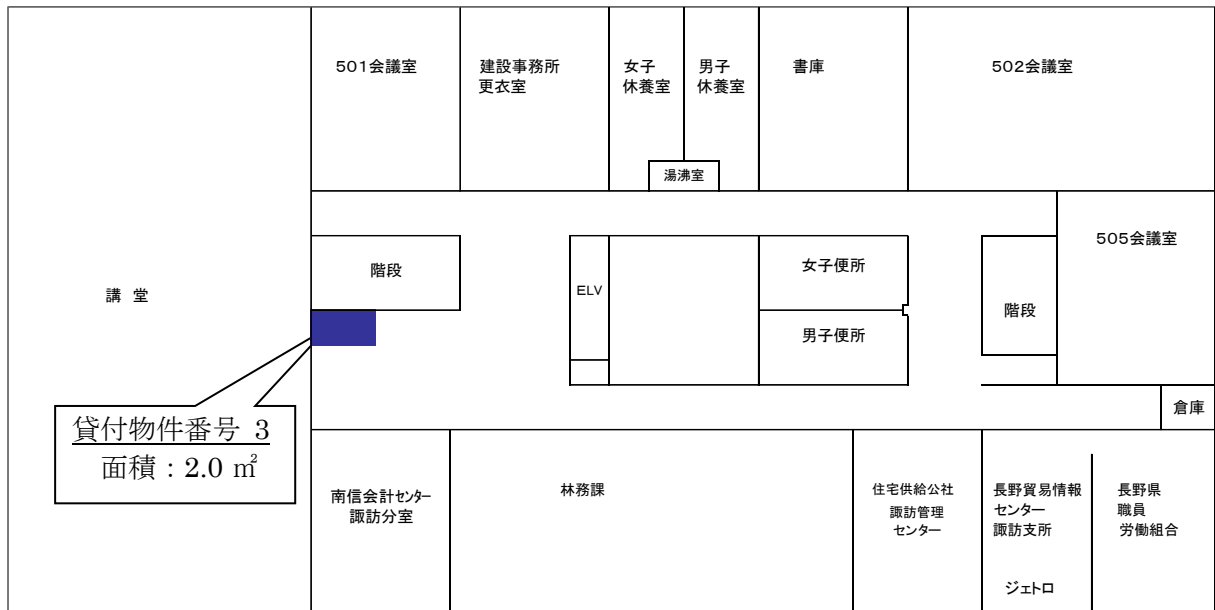 501会議室
建設事務所
更衣室
女子
休養室
男子
休養室
書庫
502会議室
湯沸室
505会議室
階段
ELV
女子便所
男子便所
階段
講 堂
倉庫
貸付物件番号 3
面積：2.0 ㎡
南信会計センター
諏訪分室
林務課
住宅供給公社
諏訪管理
センター
長野貿易情報
センター
諏訪支所
ジェトロ
長野県
職員
労働組合